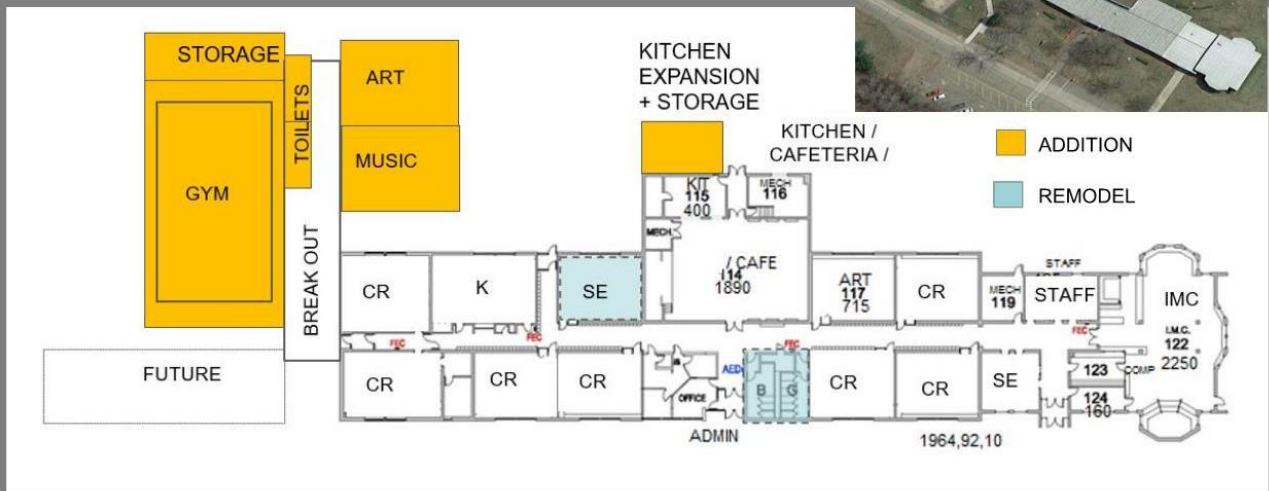 STORAGE
TOILETS
ART
MUSIC
GYM
BREAK OUT
FUTURE
KITCHEN
EXPANSION
+ STORAGE
KITCHEN /
CAFETERIA /
ADDITION
REMODEL
KIT
115
400
MECH
116
MECH
CR
K
SE
/ CAFE
114
1890
ART
117
715
CR
MECH
119
STAFF
STAFF
IMC
I.M.C.
122
2250
FEC
FEC
FEC
FEC
CR
CR
CR
OFFICE
AED
B
G
CR
CR
SE
123
COMP
124
160
ADMIN
1964,92,10